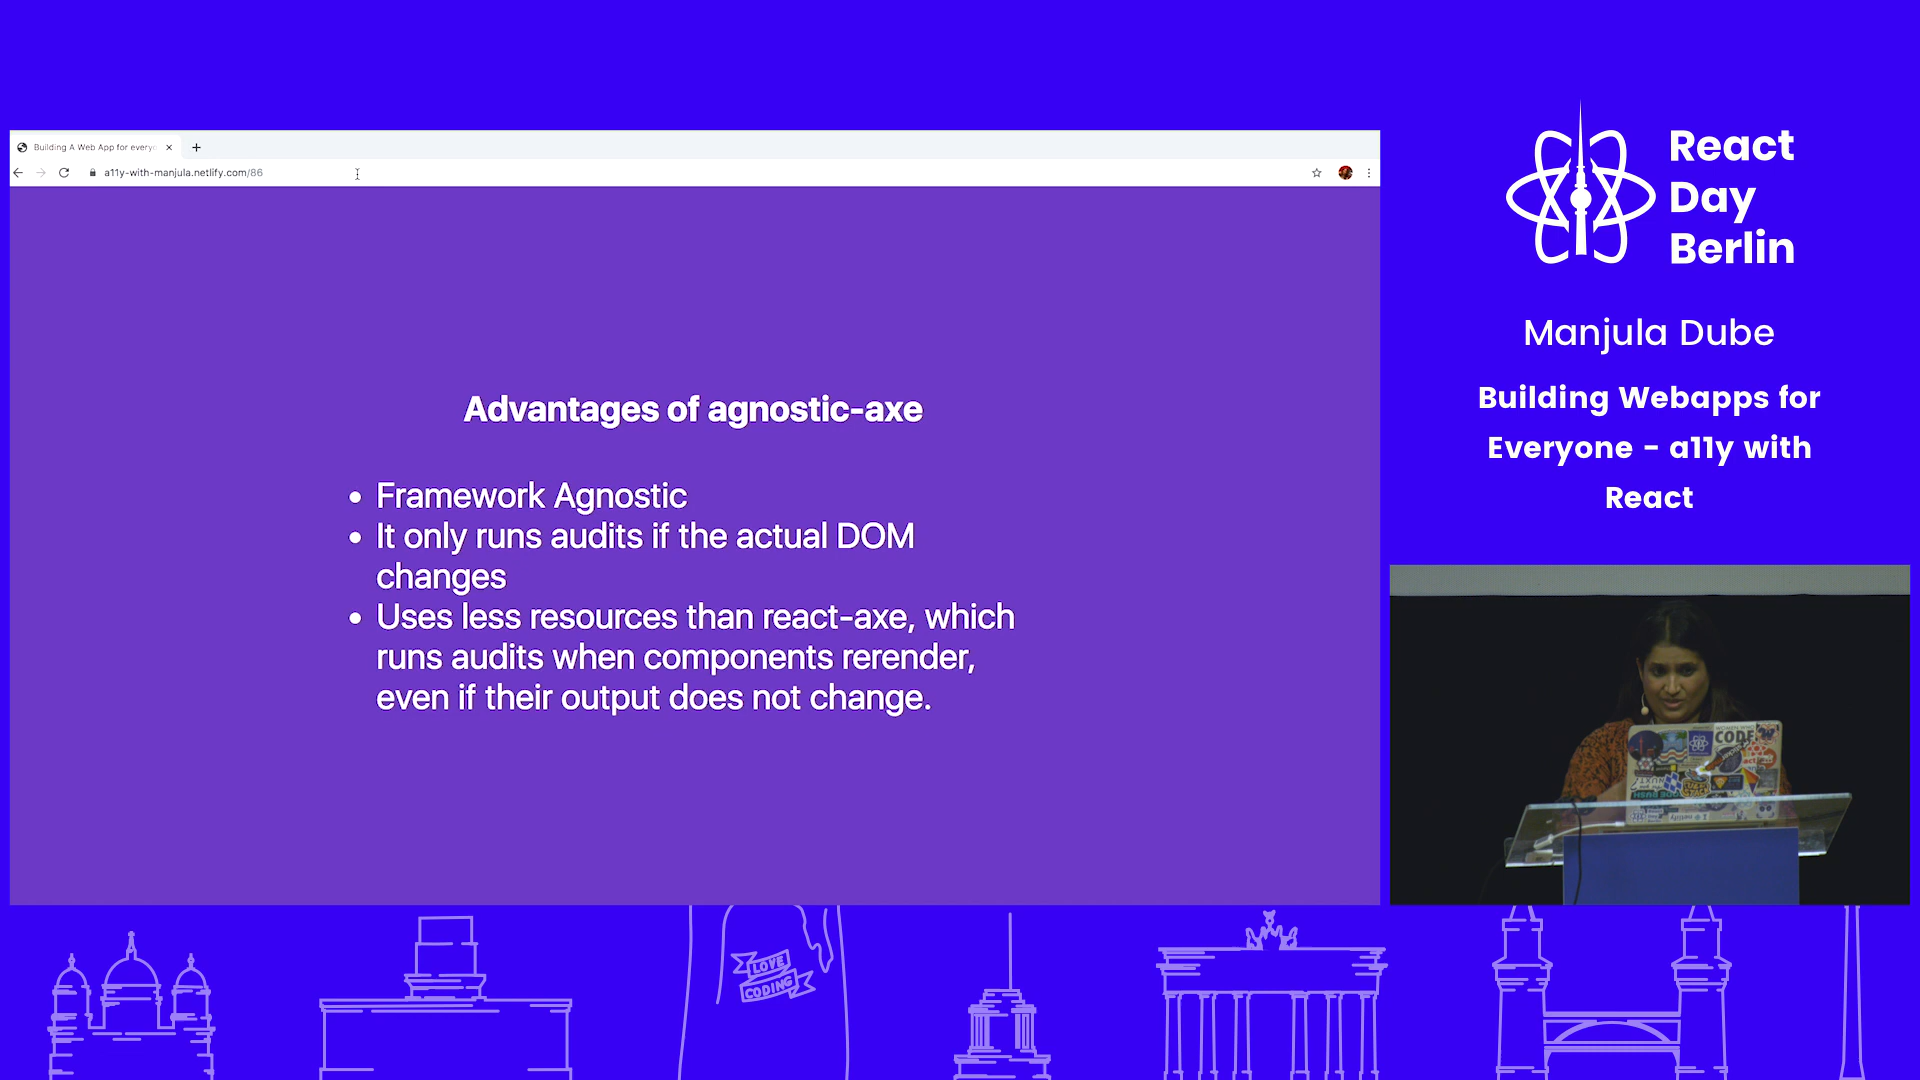 Building A Web App for everyo
a11y-with-manjula.netlify.com/86
Advantages of agnostic-axe
• Framework Agnostic
• It only runs audits if the actual DOM
changes
• Uses less resources than react-axe, which
runs audits when components rerender,
even if their output does not change.
React
Day
Berlin
Manjula Dube
Building Webapps for
Everyone - a11y with
React
CODE
LOVE
CODING